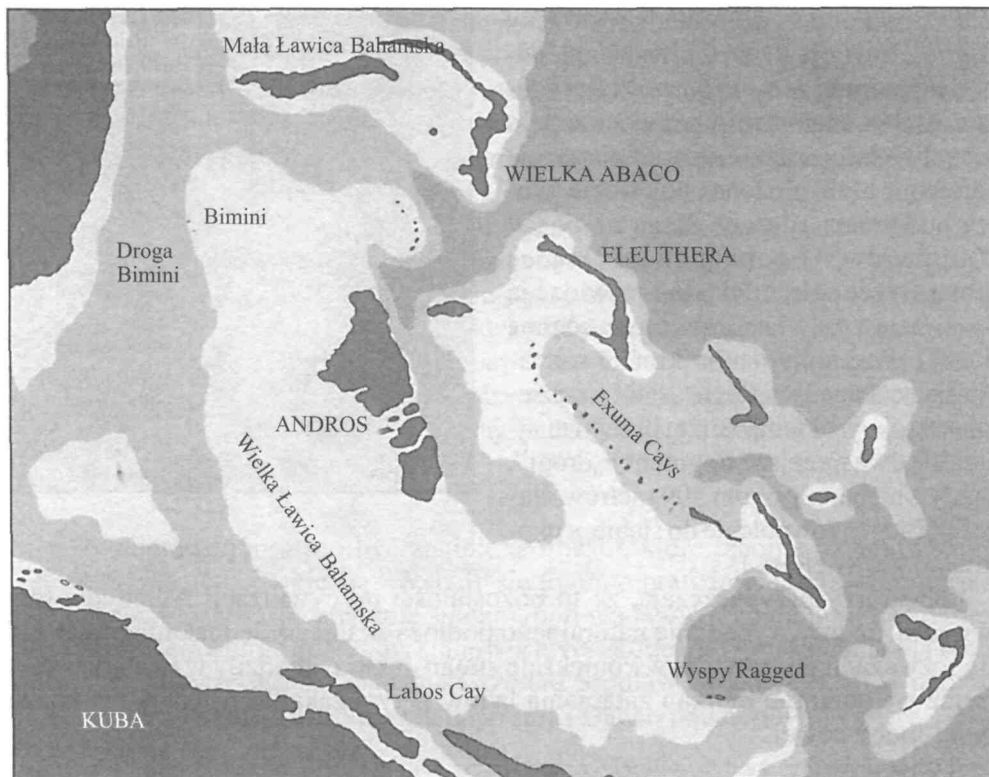 Mała Ławica Bahamska
WIELKA ABACO
Bimini
Droga
Bimini
ELEUTHERA
Exuma Cays
ANDROS
Wielka Ławica Bahamska
Wyspy Ragged
Labos Cay
KUBA